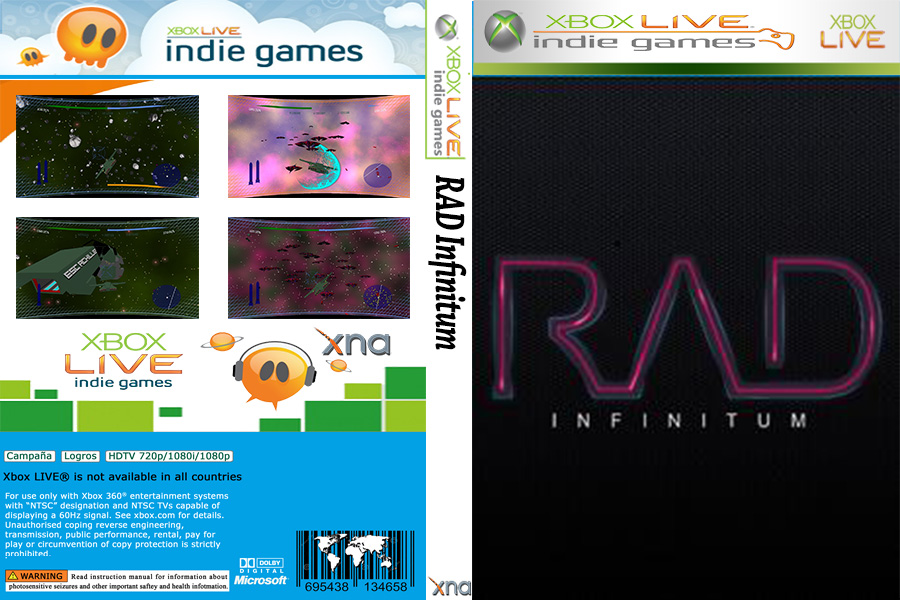 XBOX LIVE
indie games
ESC ACHILLES
XBOX
LIVE
indie games
xna
Campaña Logros HDTV 720p/1080i/1080p
Xbox LIVE® is not available in all countries
For use only with Xbox 360® entertainment systems
with “NTSC” designation and NTSC TVs capable of
displaying a 60Hz signal. See xbox.com for details.
Unauthorised coping reverse engineering,
transmission, public performance, rental, pay for
play or circumvention of copy protection is strictly
prohibited.
WARNING Read instruction manual for information about
photosensitive seizures and other important saftey and health infotmation.
DOLBY
DIGITAL
Microsoft
695438 134658
XBOX LIVE
indie games
RAD Infinitum
xna
XBOX LIVE
indie games
XBOX
LIVE
RAD
INFINITUM